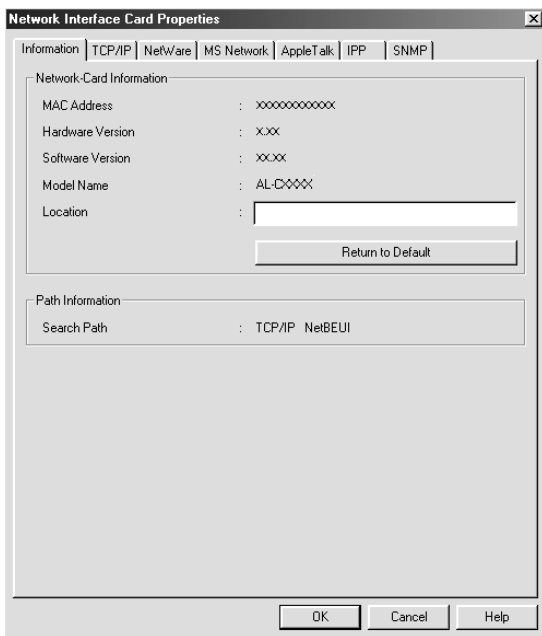 Network Interface Card Properties
Information TCP/IP NetWare MS Network AppleTalk IPP SNMP
Network-Card Information
MAC Address : XXXXXXXXXXXX
Hardware Version : X.XX
Software Version : XX.XX
Model Name : AL-CXXXX
Location :
Return to Default
Path Information
Search Path : TCP/IP NetBEUI
OK Cancel Help